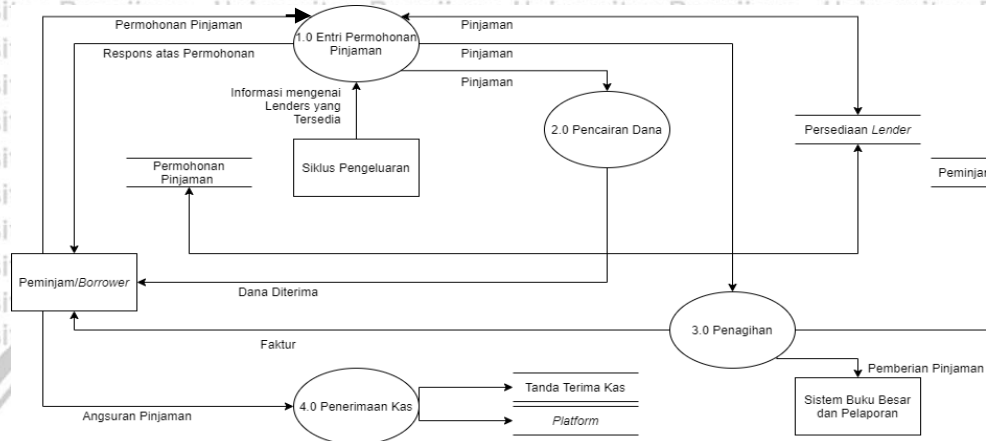 Permohonan Pinjaman
Pinjaman
1.0 Entri Permohonan
Pinjaman
Respons atas Permohonan
Pinjaman
Pinjaman
Informasi mengenai
Lenders yang
Tersedia
2.0 Pencairan Dana
Persediaan Lender
Permohonan
Pinjaman
Siklus Pengeluaran
Peminjam/Borrower
Dana Diterima
3.0 Penagihan
Faktur
Pemberian Pinjaman
Tanda Terima Kas
4.0 Penerimaan Kas
Sistem Buku Besar
dan Pelaporan
Angsuran Pinjaman
Platform